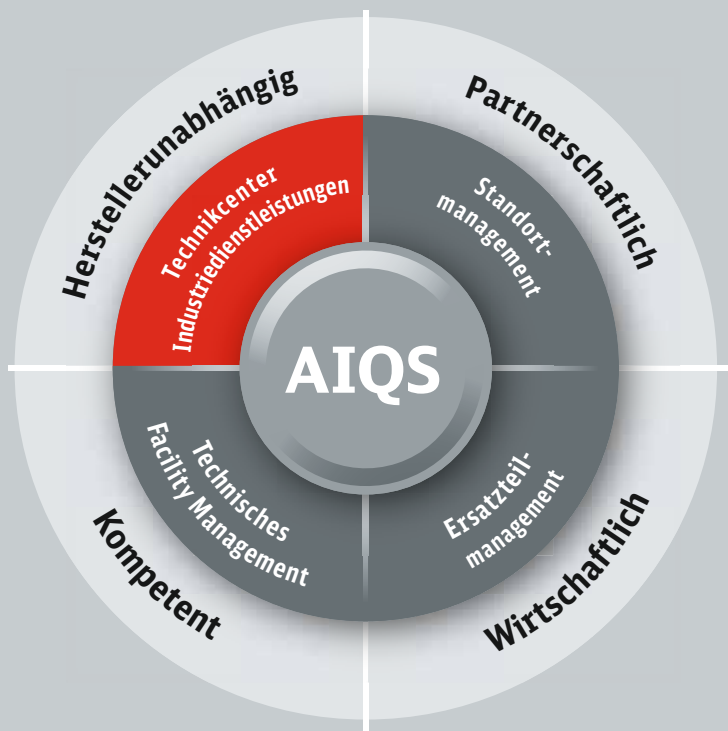 Herstellerunabhängig
Partnerschaftlich
Technikcenter
Industriedienstleistungen
Standort-
management
AIQS
Technisches
Facility Management
Ersatzteil-
management
Kompetent
Wirtschaftlich